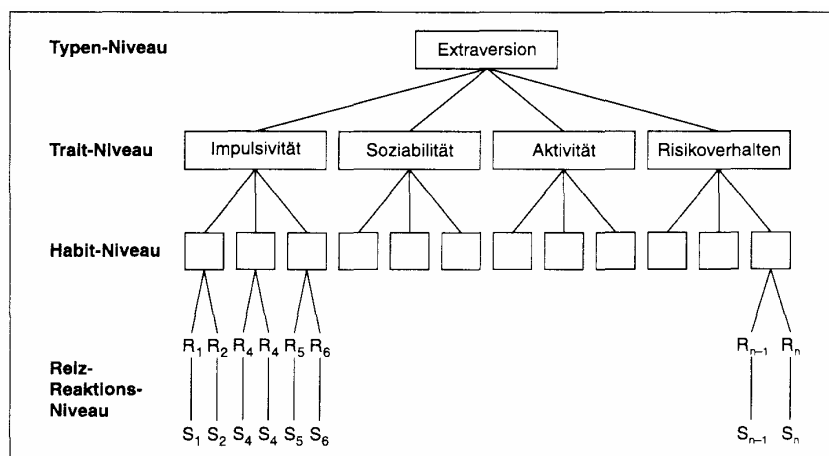 Typen-Niveau
Extraversion
Trait-Niveau
Impulsivität Soziabilität Aktivität Risikoverhalten
Habit-Niveau
R₁ R₂ R₄ R₄ R₅ R₆ Rₙ₋₁ Rₙ
Reiz-
Reaktions-
Niveau
S₁ S₂ S₄ S₄ S₅ S₆ Sₙ₋₁ Sₙ